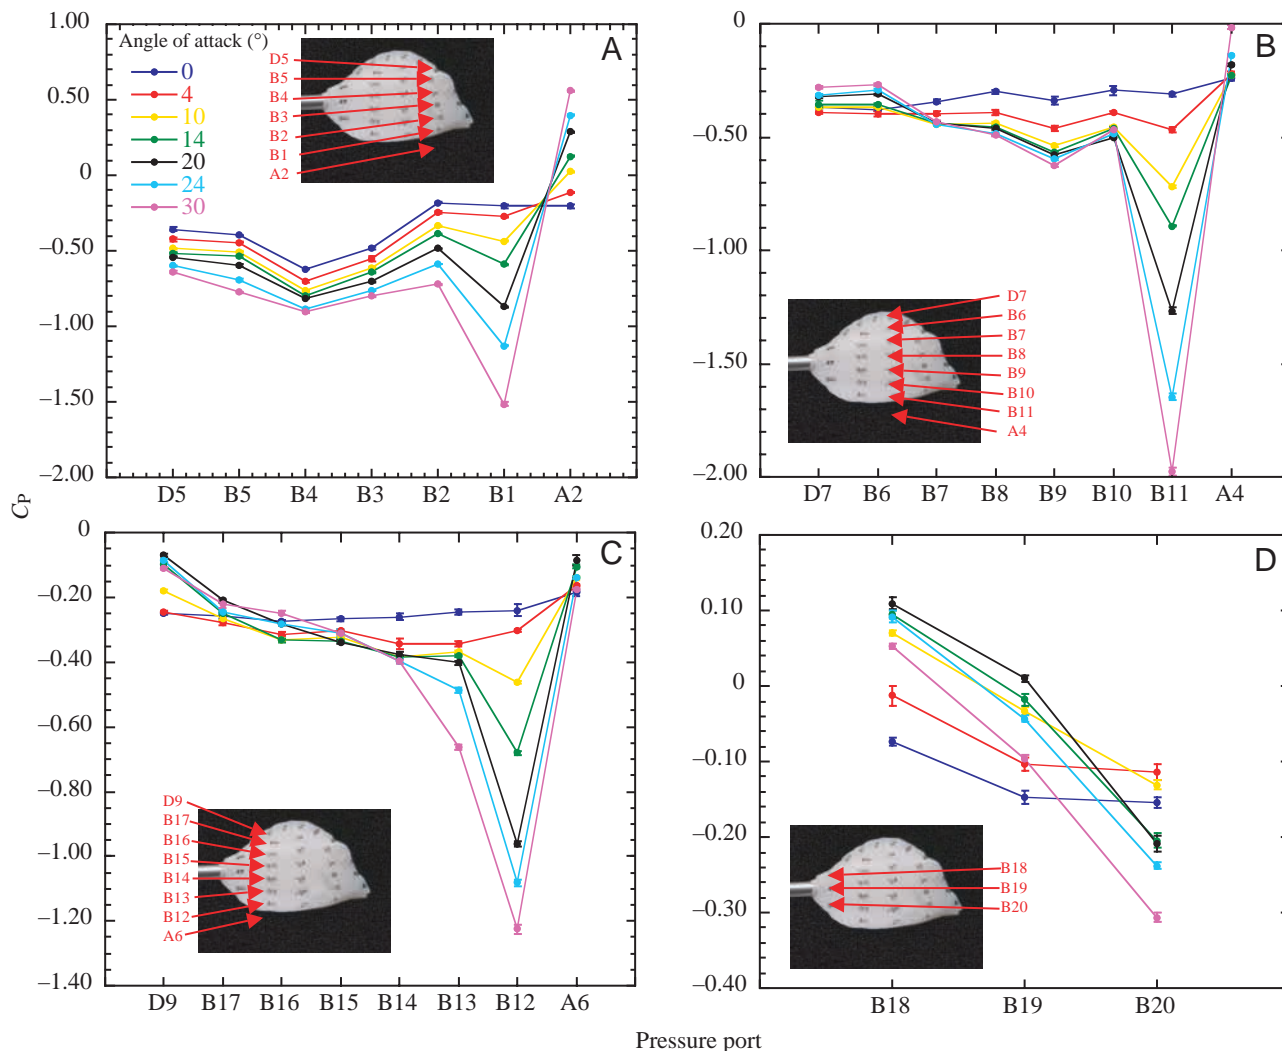 A
1.00
0.50
0
–0.50
–1.00
–1.50
–2.00
Angle of attack (°)
0
4
10
14
20
24
30
D5
B5
B4
B3
B2
B1
A2
D5 B5 B4 B3 B2 B1 A2
B
0
–0.50
–1.00
–1.50
–2.00
D7
B6
B7
B8
B9
B10
B11
A4
D7 B6 B7 B8 B9 B10 B11 A4
CP
C
0
–0.20
–0.40
–0.60
–0.80
–1.00
–1.20
–1.40
D9
B17
B16
B15
B14
B13
B12
A6
D9 B17 B16 B15 B14 B13 B12 A6
D
0.20
0.10
0
–0.10
–0.20
–0.30
–0.40
B18
B19
B20
B18 B19 B20
Pressure port